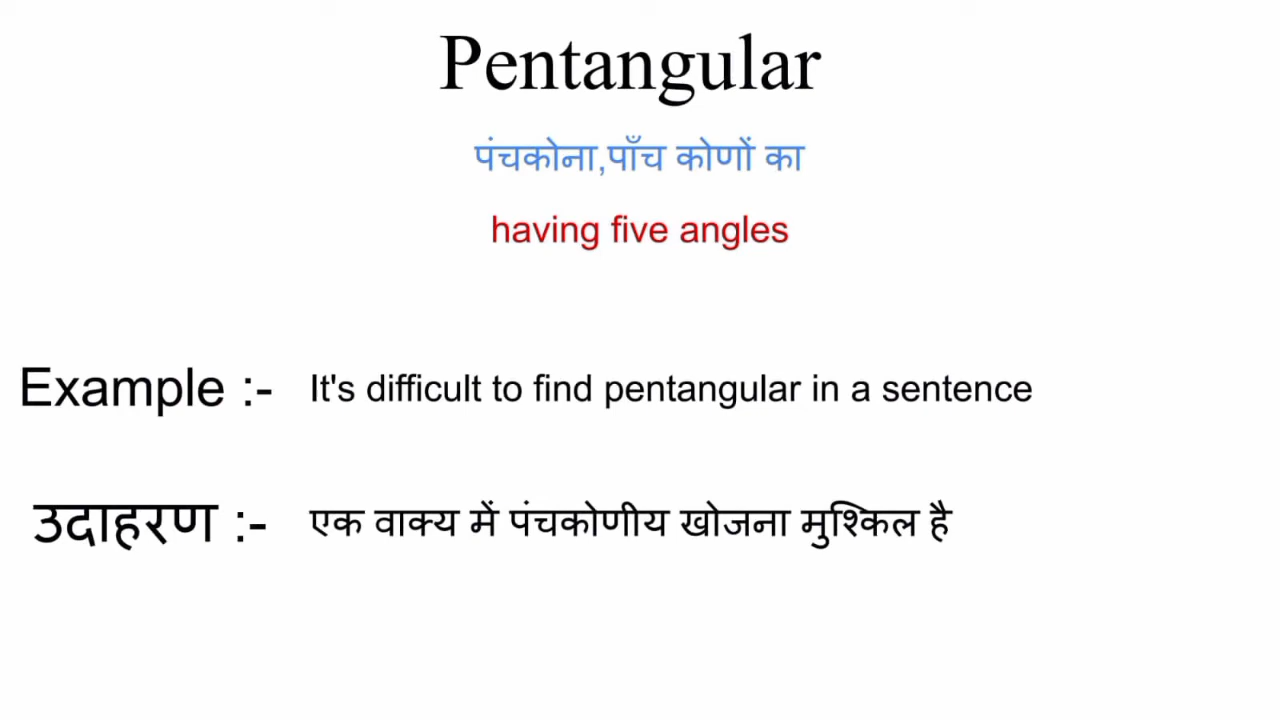 Pentangular
पंचकोना,पाँच कोणों का
having five angles
Example :- It's difficult to find pentangular in a sentence
उदाहरण :- एक वाक्य में पंचकोणीय खोजना मुश्किल है